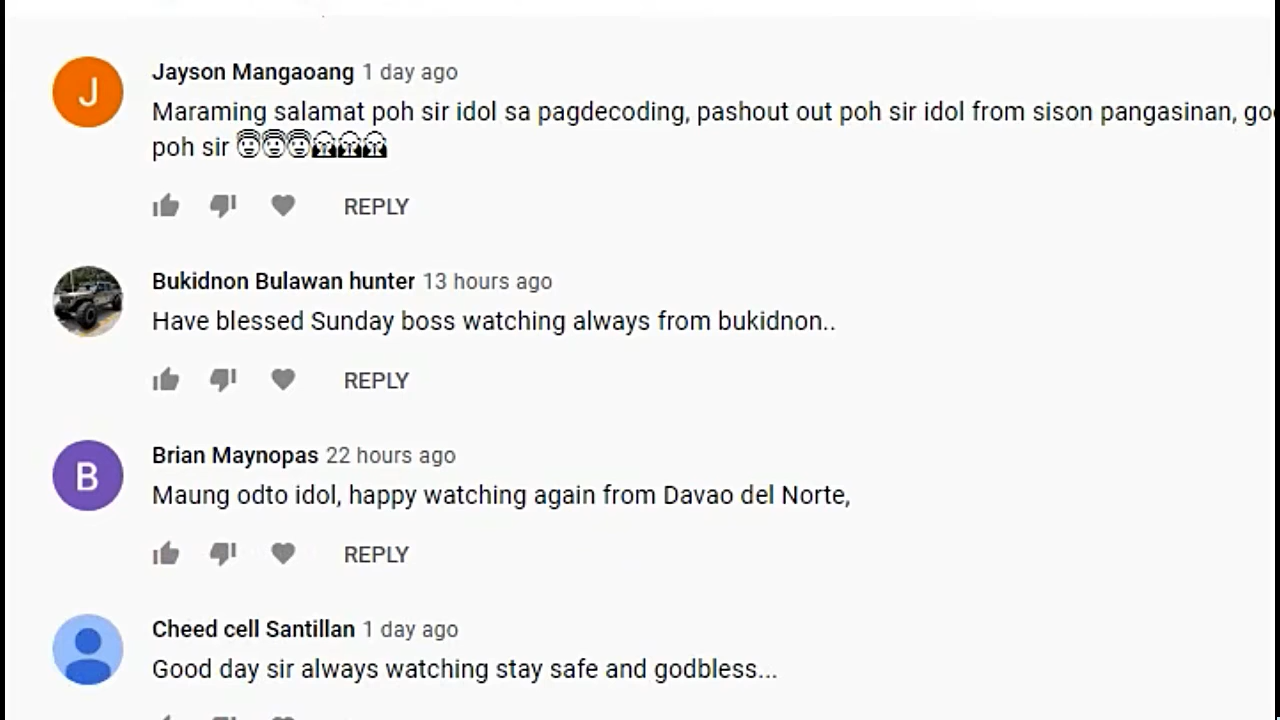 J
Jayson Mangaoang 1 day ago
Maraming salamat poh sir idol sa pagdecoding, pashout out poh sir idol from sison pangasinan,
poh sir 😇😇😇
REPLY
Bukidnon Bulawan hunter 13 hours ago
Have blessed Sunday boss watching always from bukidnon..
REPLY
B
Brian Maynopas 22 hours ago
Maung odto idol, happy watching again from Davao del Norte,
REPLY
Cheed cell Santillan 1 day ago
Good day sir always watching stay safe and godbless...